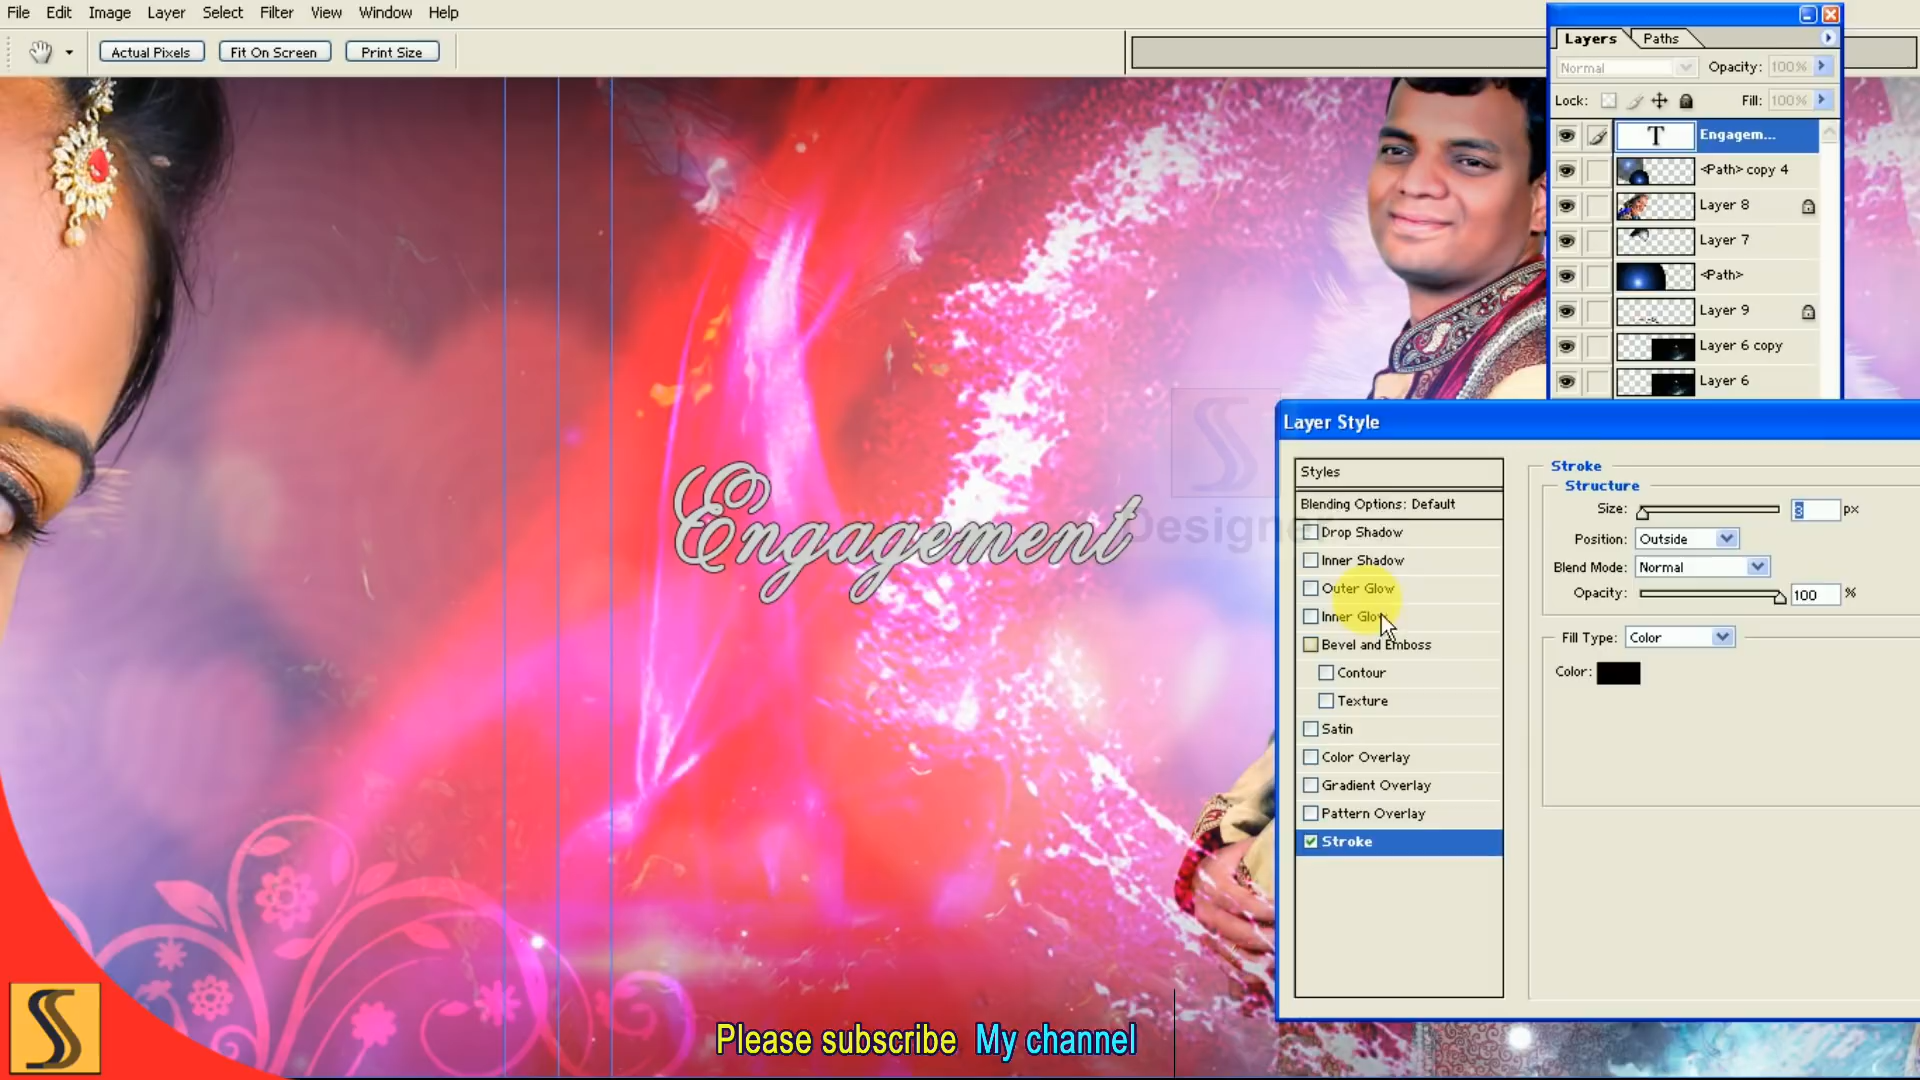 File Edit Image Layer Select Filter View Window Help
Actual Pixels Fit On Screen Print Size
Layers Paths
Normal Opacity: 100%
Lock: Fill: 100%
T Engagem...
<Path> copy 4
Layer 8
Layer 7
<Path>
Layer 9
Layer 6 copy
Layer 6
Engagement
Designer
Layer Style
Styles
Blending Options: Default
Drop Shadow
Inner Shadow
Outer Glow
Inner Glow
Bevel and Emboss
Contour
Texture
Satin
Color Overlay
Gradient Overlay
Pattern Overlay
Stroke
Stroke
Structure
Size: 3 px
Position: Outside
Blend Mode: Normal
Opacity: 100 %
Fill Type: Color
Color:
Please subscribe My channel